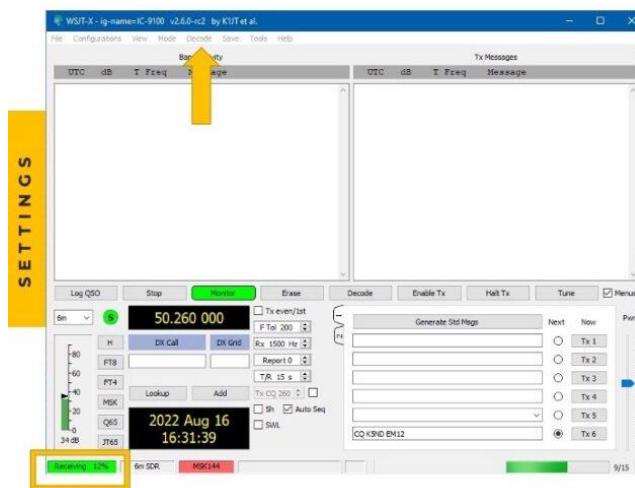 SETTINGS
WSJT-X - ig-name=IC-9100 v2.6.0-rc2 by K1JT et al.
File Configurations View Mode Decode Save Tools Help
Tx Messages
UTC dB T Freq
UTC dB T Freq Message
Log QSO Stop Monitor Erase Decode Enable Tx Halt Tx Tune Menus
6m S 50.260 000 Tx even/1st
F Tol 200
Generate Std Msgs Next Now Pwr
H DX Call DX Grid Rx 1500 Hz
Tx 1
-80
FT8 Report 0
Tx 2
-60
FT4 T/R 15 s
Tx 3
-40
MSK Lookup Add Tx CQ 260
Tx 4
-20
Q65 2022 Aug 16 Sh Auto Seq
Tx 5
-0
16:31:39 SWL
34 dB JT65
CQ K5ND EM12 Tx 6
Receiving 12% 6m SDR MSK144 9/15